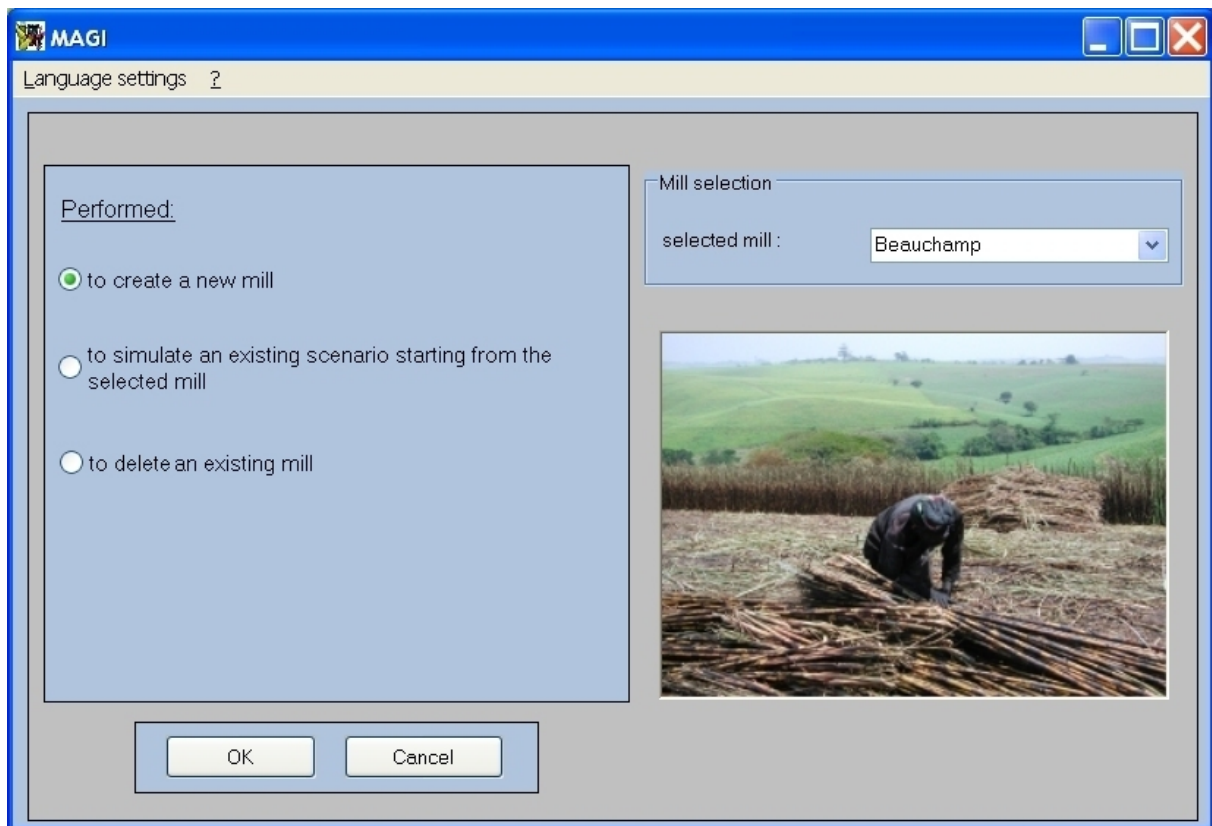 MAGI
Language settings ?
Performed:
to create a new mill
to simulate an existing scenario starting from the
selected mill
to delete an existing mill
Mill selection
selected mill :
Beauchamp
OK
Cancel